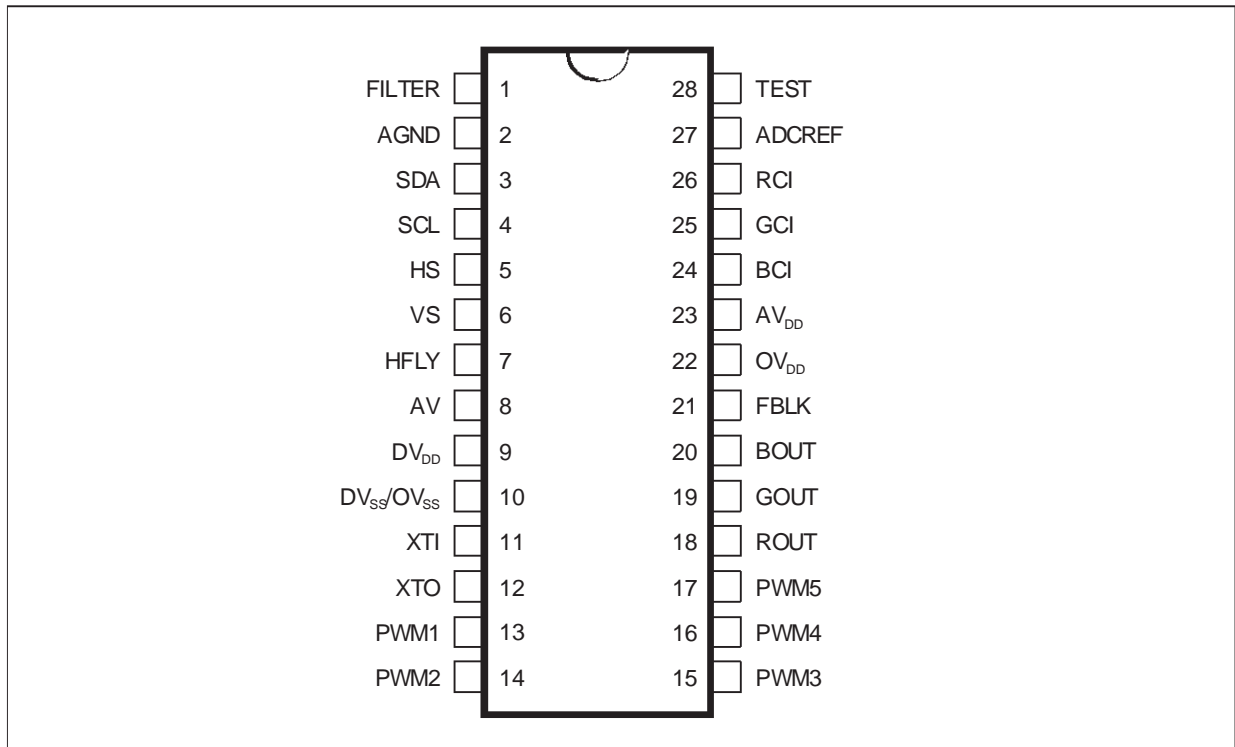 FILTER 1 28 TEST
AGND 2 27 ADCREF
SDA 3 26 RCI
SCL 4 25 GCI
HS 5 24 BCI
VS 6 23 AVDD
HFLY 7 22 OVDD
AV 8 21 FBLK
DVDD 9 20 BOUT
DVSS/OVSS 10 19 GOUT
XTI 11 18 ROUT
XTO 12 17 PWM5
PWM1 13 16 PWM4
PWM2 14 15 PWM3